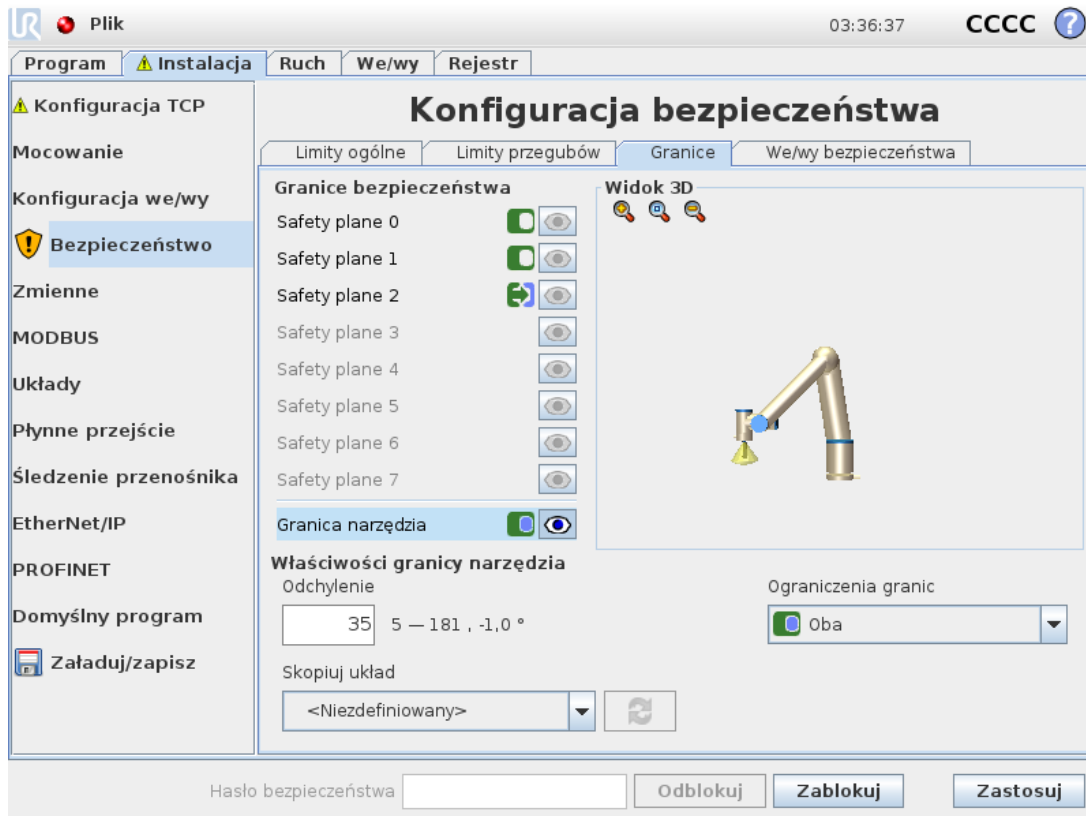 UR Plik 03:36:37 CCCC ?
Program Instalacja Ruch We/wy Rejestr
Konfiguracja TCP
Mocowanie
Konfiguracja we/wy
Bezpieczeństwo
Zmienne
MODBUS
Układy
Płynne przejście
Śledzenie przenośnika
EtherNet/IP
PROFINET
Domyślny program
Załaduj/zapisz
Konfiguracja bezpieczeństwa
Limity ogólne Limity przegubów Granice We/wy bezpieczeństwa
Granice bezpieczeństwa
Safety plane 0
Safety plane 1
Safety plane 2
Safety plane 3
Safety plane 4
Safety plane 5
Safety plane 6
Safety plane 7
Granica narzędzia
Widok 3D
Właściwości granicy narzędzia
Odchylenie
35 5 — 181 , -1,0 °
Ograniczenia granic
Oba
Skopiuj układ
<Niezdefiniowany>
Hasło bezpieczeństwa Odblokuj Zablokuj Zastosuj